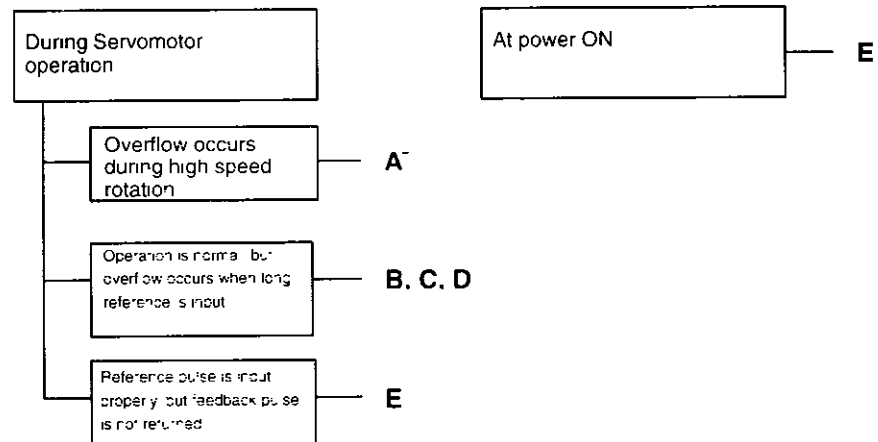 During Servomotor
operation
At power ON
E
Overflow occurs
during high speed
rotation
A
Operation is normal but
overflow occurs when long
reference is input
B, C, D
Reference pulse is input
properly but feedback pulse
is not returned
E